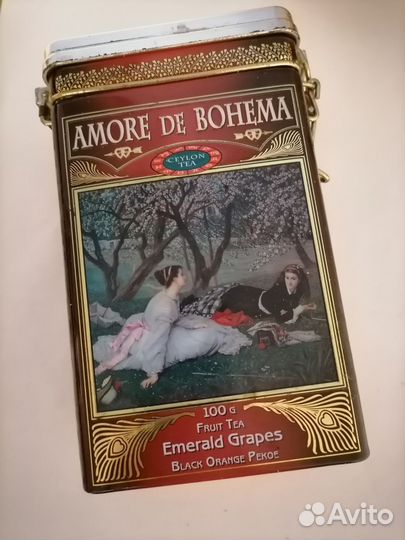 AMORE DE BOHEMA
CEYLON
TEA
100 G
FRUIT TEA
Emerald Grapes
BLACK ORANGE PEKOE
Avito